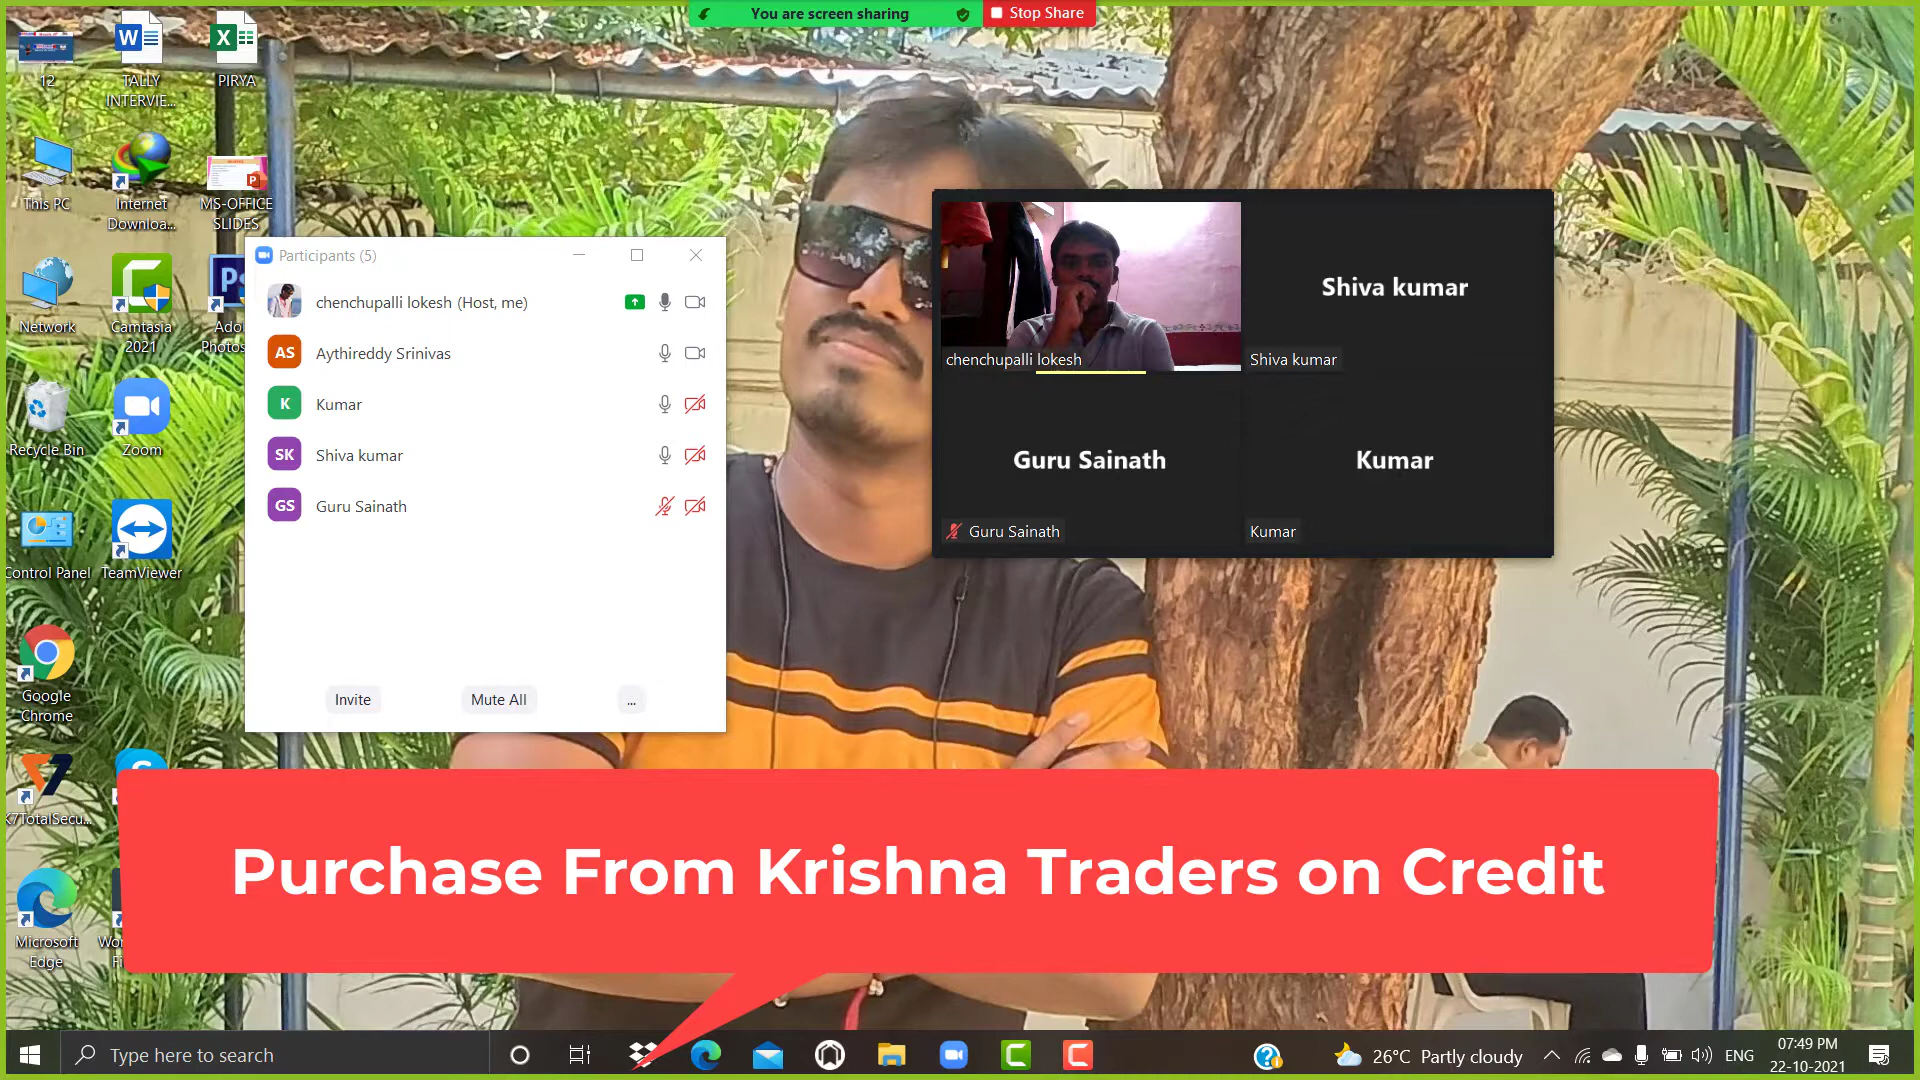 You are screen sharing
Stop Share
12
TALLY
INTERVIE...
PIRYA
This PC
Internet
Downloa...
MS-OFFICE
SLIDES
Network
Camtasia
2021
Recycle Bin
Zoom
Control Panel
TeamViewer
Google
Chrome
K7TotalSecu...
Microsoft
Edge
Participants (5)
chenchupalli lokesh (Host, me)
AS
Aythireddy Srinivas
K
Kumar
SK
Shiva kumar
GS
Guru Sainath
Invite
Mute All
...
chenchupalli lokesh
Shiva kumar
Shiva kumar
Guru Sainath
Guru Sainath
Kumar
Kumar
Purchase From Krishna Traders on Credit
Type here to search
26°C Partly cloudy
ENG
07:49 PM
22-10-2021